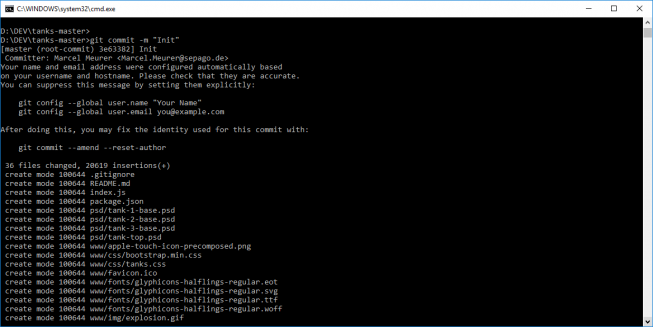 C:\WINDOWS\system32\cmd.exe
D:\DEV\tanks-master>
D:\DEV\tanks-master>git commit -m "Init"
[master (root-commit) 3e63382] Init
 Committer: Marcel Meurer <Marcel.Meurer@sepago.de>
Your name and email address were configured automatically based
on your username and hostname. Please check that they are accurate.
You can suppress this message by setting them explicitly:
    git config --global user.name "Your Name"
    git config --global user.email you@example.com
After doing this, you may fix the identity used for this commit with:
    git commit --amend --reset-author
 36 files changed, 20619 insertions(+)
 create mode 100644 .gitignore
 create mode 100644 README.md
 create mode 100644 index.js
 create mode 100644 package.json
 create mode 100644 psd/tank-1-base.psd
 create mode 100644 psd/tank-2-base.psd
 create mode 100644 psd/tank-3-base.psd
 create mode 100644 psd/tank-top.psd
 create mode 100644 www/apple-touch-icon-precomposed.png
 create mode 100644 www/css/bootstrap.min.css
 create mode 100644 www/css/tanks.css
 create mode 100644 www/favicon.ico
 create mode 100644 www/fonts/glyphicons-halflings-regular.eot
 create mode 100644 www/fonts/glyphicons-halflings-regular.svg
 create mode 100644 www/fonts/glyphicons-halflings-regular.ttf
 create mode 100644 www/fonts/glyphicons-halflings-regular.woff
 create mode 100644 www/img/explosion.gif